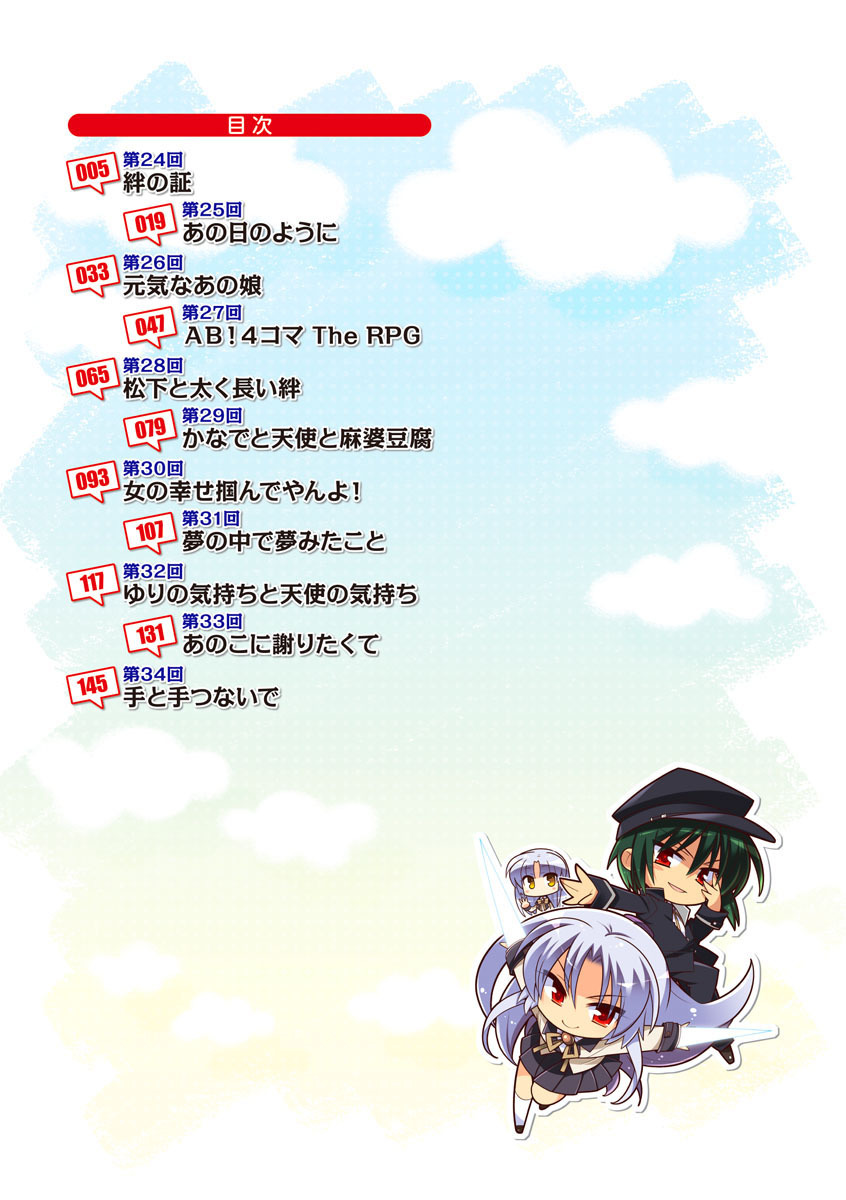 目次
005
第24回
絆の証
019
第25回
あの日のように
033
第26回
元気なあの娘
047
第27回
AB!4コマ The RPG
065
第28回
松下と太く長い絆
079
第29回
かなでと天使と麻婆豆腐
093
第30回
女の幸せ掴んでやんよ!
107
第31回
夢の中で夢みたこと
117
第32回
ゆりの気持ちと天使の気持ち
131
第33回
あのこに謝りたくて
145
第34回
手と手つないで